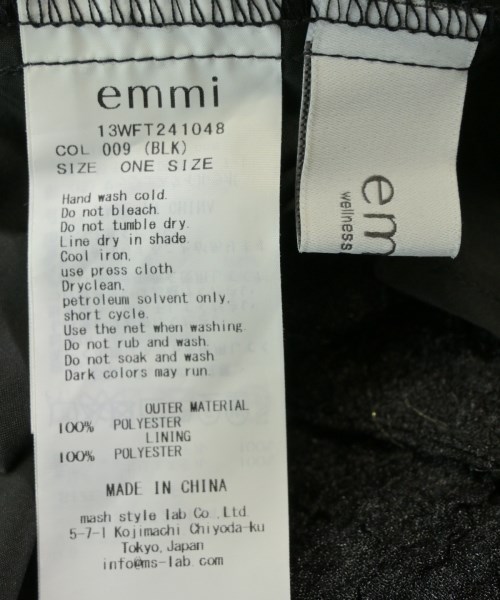 emmi
13WFT241048
COL 009 (BLK)
SIZE ONE SIZE
Hand wash cold.
Do not bleach.
Do not tumble dry.
Line dry in shade.
Cool iron,
use press cloth.
Dryclean,
petroleum solvent only,
short cycle.
Use the net when washing.
Do not rub and wash.
Do not soak and wash
Dark colors may run.
OUTER MATERIAL
100% POLYESTER
LINING
100% POLYESTER
MADE IN CHINA
mash style lab Co.,Ltd
5-7-1 Kojimachi Chiyoda-ku
Tokyo, Japan
info@ms-lab.com
em
wellness